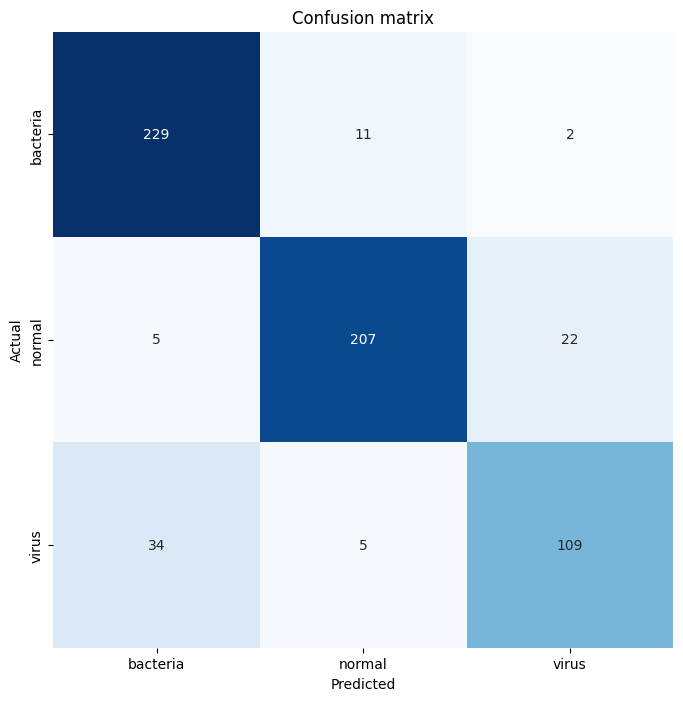 Confusion matrix
bacteria
229 11 2
Actual
normal
5 207 22
virus
34 5 109
bacteria normal virus
Predicted